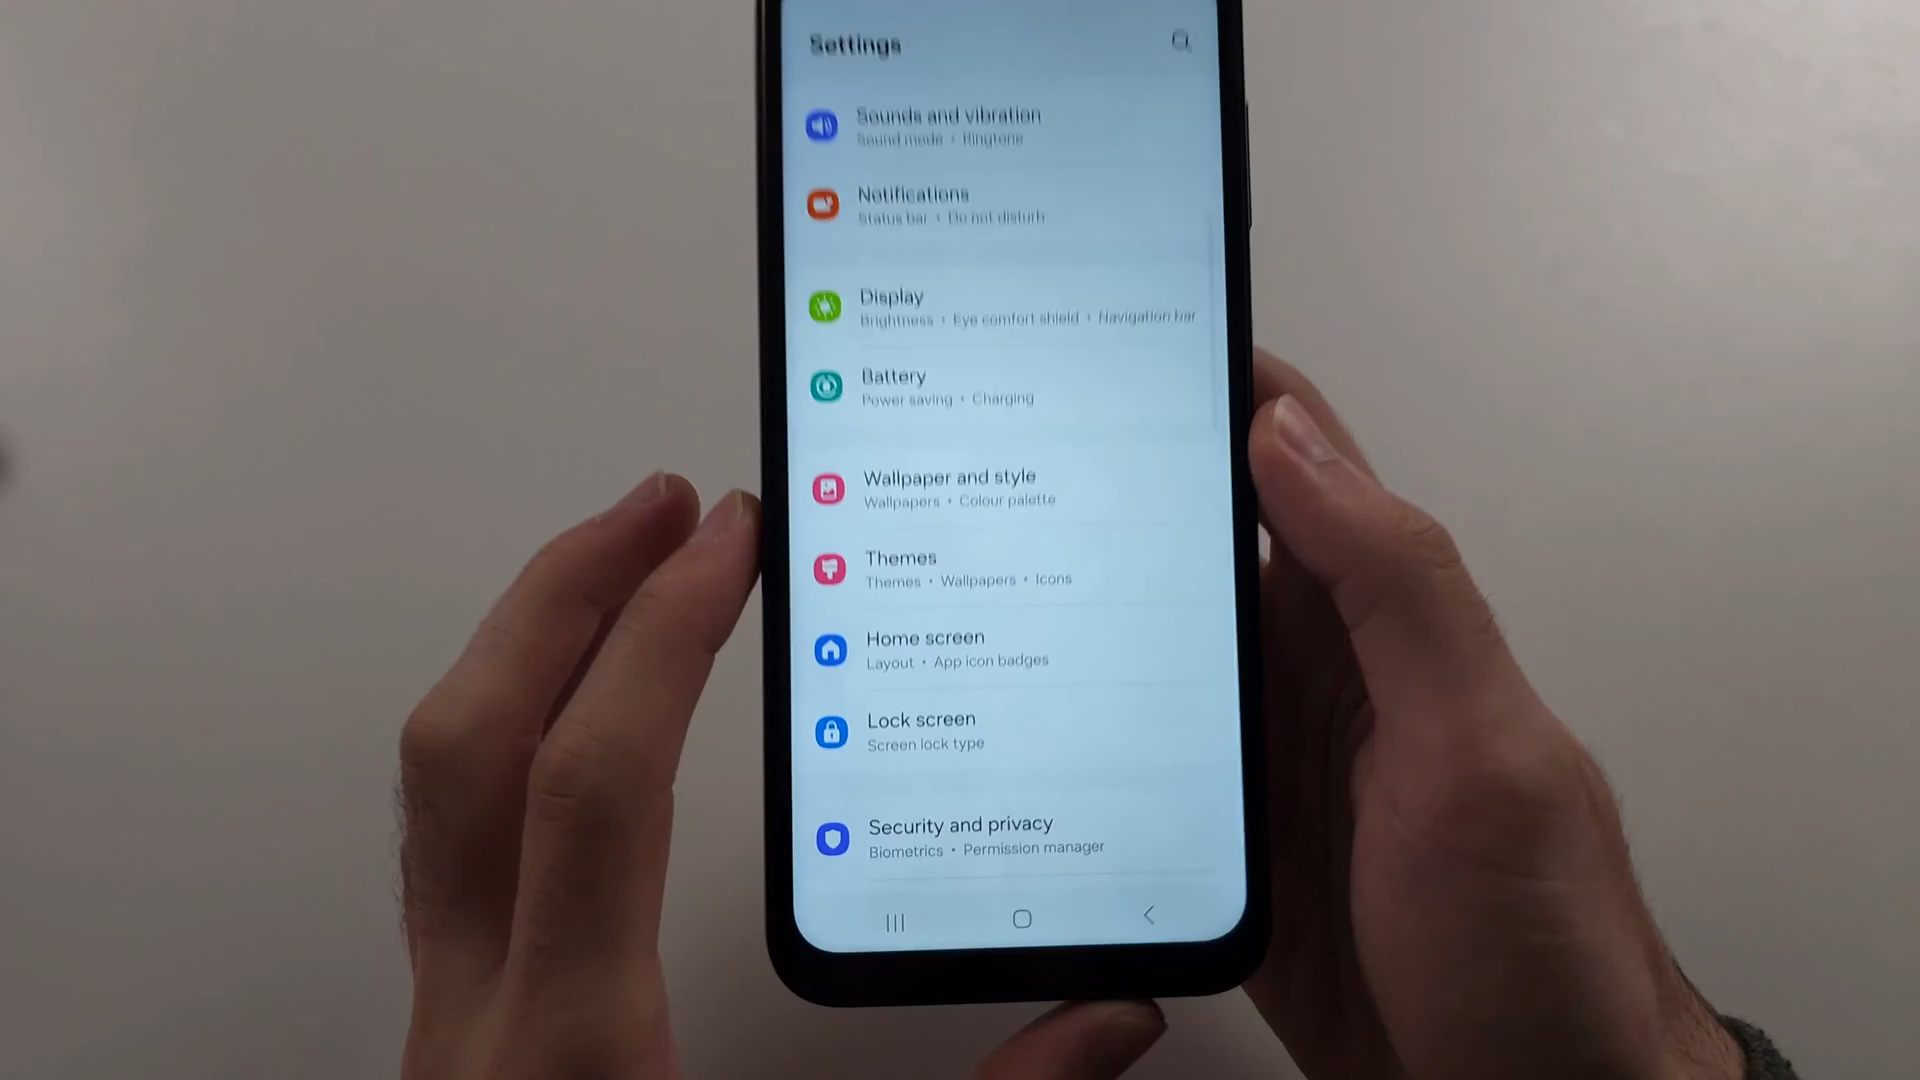 Settings
Sounds and vibration
Sound mode • Ringtone
Notifications
Status bar • Do not disturb
Display
Brightness • Eye comfort shield • Navigation bar
Battery
Power saving • Charging
Wallpaper and style
Wallpapers • Colour palette
Themes
Themes • Wallpapers • Icons
Home screen
Layout • App icon badges
Lock screen
Screen lock type
Security and privacy
Biometrics • Permission manager